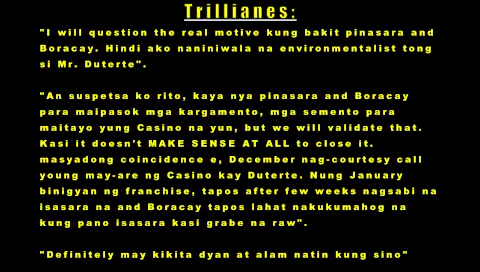 Trillianes:
"I will question the real motive kung bakit pinasara and
Boracay. Hindi ako naniniwala na environmentalist tong
si Mr. Duterte".
"An suspetsa ko rito, kaya nya pinasara and Boracay
para maipasok mga kargamento, mga semento para
maitayo yung Casino na yun, but we will validate that.
Kasi it doesn't MAKE SENSE AT ALL to close it.
masyadong coincidence e, December nag-courtesy call
young may-are ng Casino kay Duterte. Nung January
binigyan ng franchise, tapos after few weeks nagsabi na
isasara na and Boracay tapos lahat nakukumahog na
kung pano isasara kasi grabe na raw".
"Definitely may kikita dyan at alam natin kung sino"